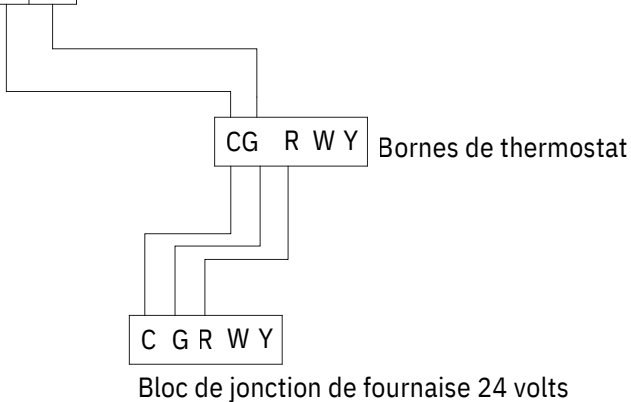 CG R W Y Bornes de thermostat
C G R W Y
Bloc de jonction de fournaise 24 volts